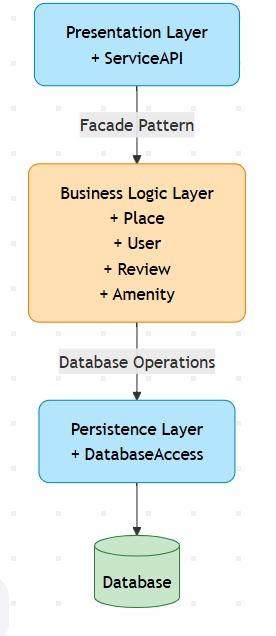 Presentation Layer
+ ServiceAPI
Facade Pattern
Business Logic Layer
+ Place
+ User
+ Review
+ Amenity
Database Operations
Persistence Layer
+ DatabaseAccess
Database